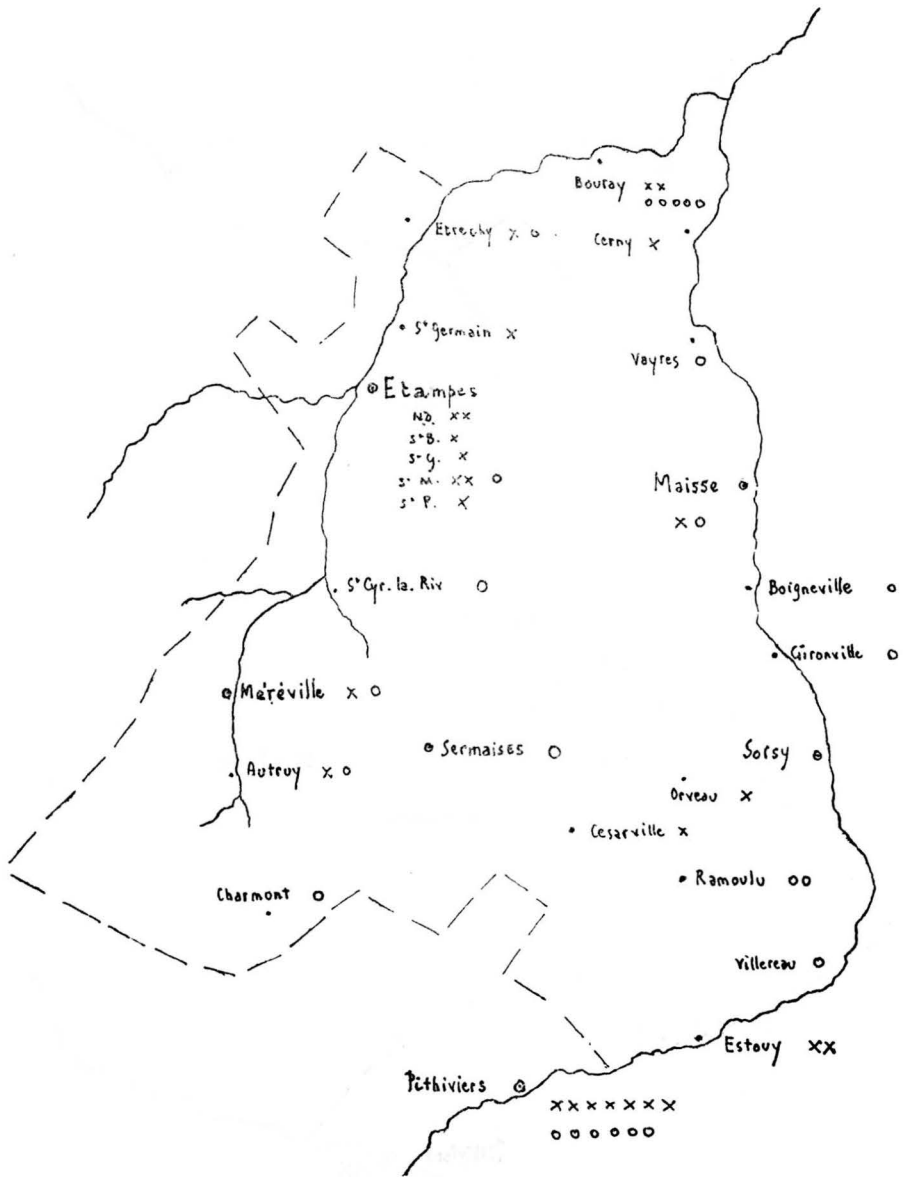 Bouray xx
ooooo
Etrechy x o
Cerny x
St Germain x
Vayres o
Etampes
ND. xx
St B. x
St G. x
St M. xx o
St P. x
Maisse
x o
St Cyr. la. Riv o
Boigneville o
Gironville o
Méréville x o
Sermaises o
Sorsy
Autruy x o
Orveau x
Cesarville x
Ramoulu oo
Charmont o
Villereau o
Estouy xx
Pithiviers
xxxxxxx
oooooo